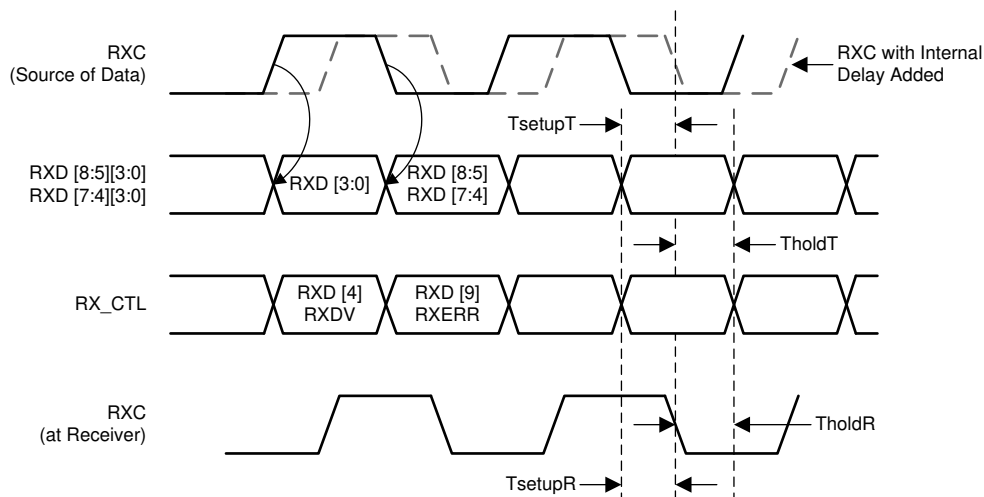 RXC
(Source of Data)
RXC with Internal
Delay Added
TsetupT
RXD [8:5][3:0]
RXD [7:4][3:0]
RXD [3:0]
RXD [8:5]
RXD [7:4]
TholdT
RX_CTL
RXD [4]
RXDV
RXD [9]
RXERR
RXC
(at Receiver)
TholdR
TsetupR